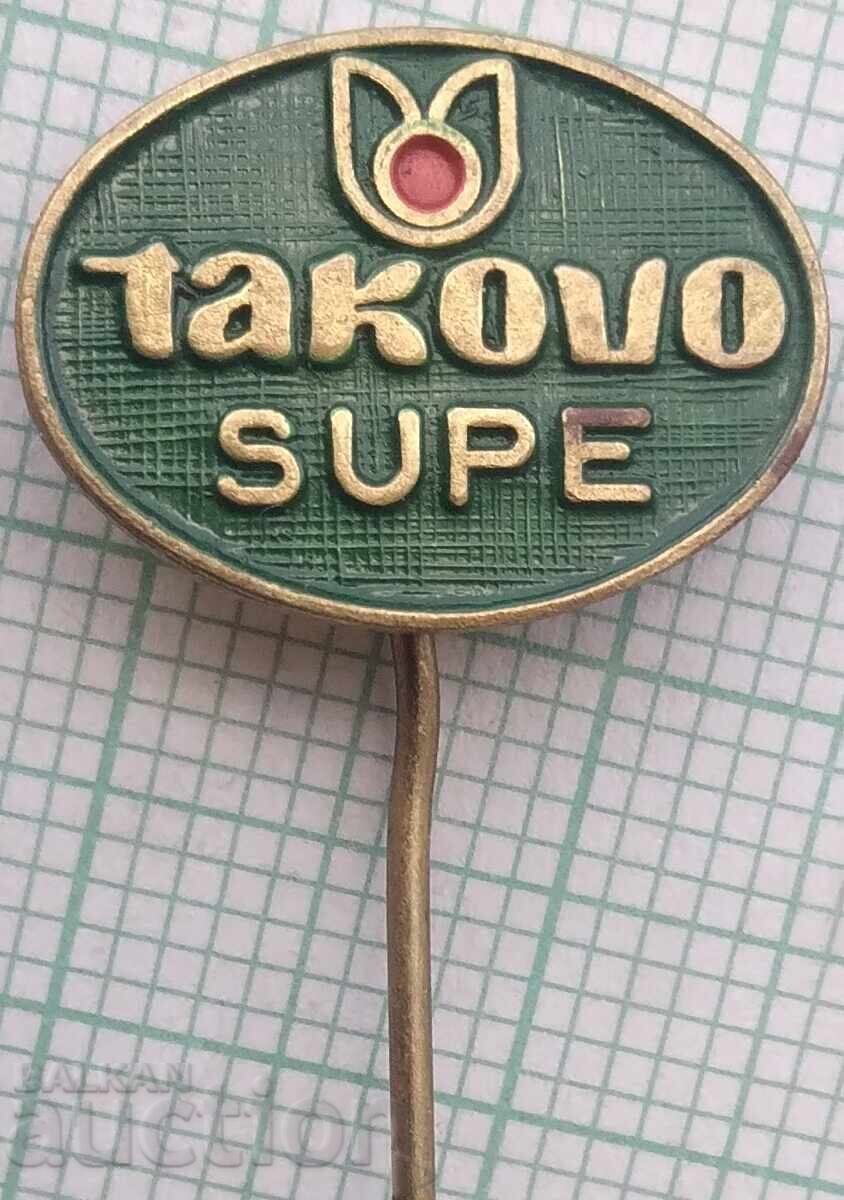 takovo
SUPE
BALKAN
auction